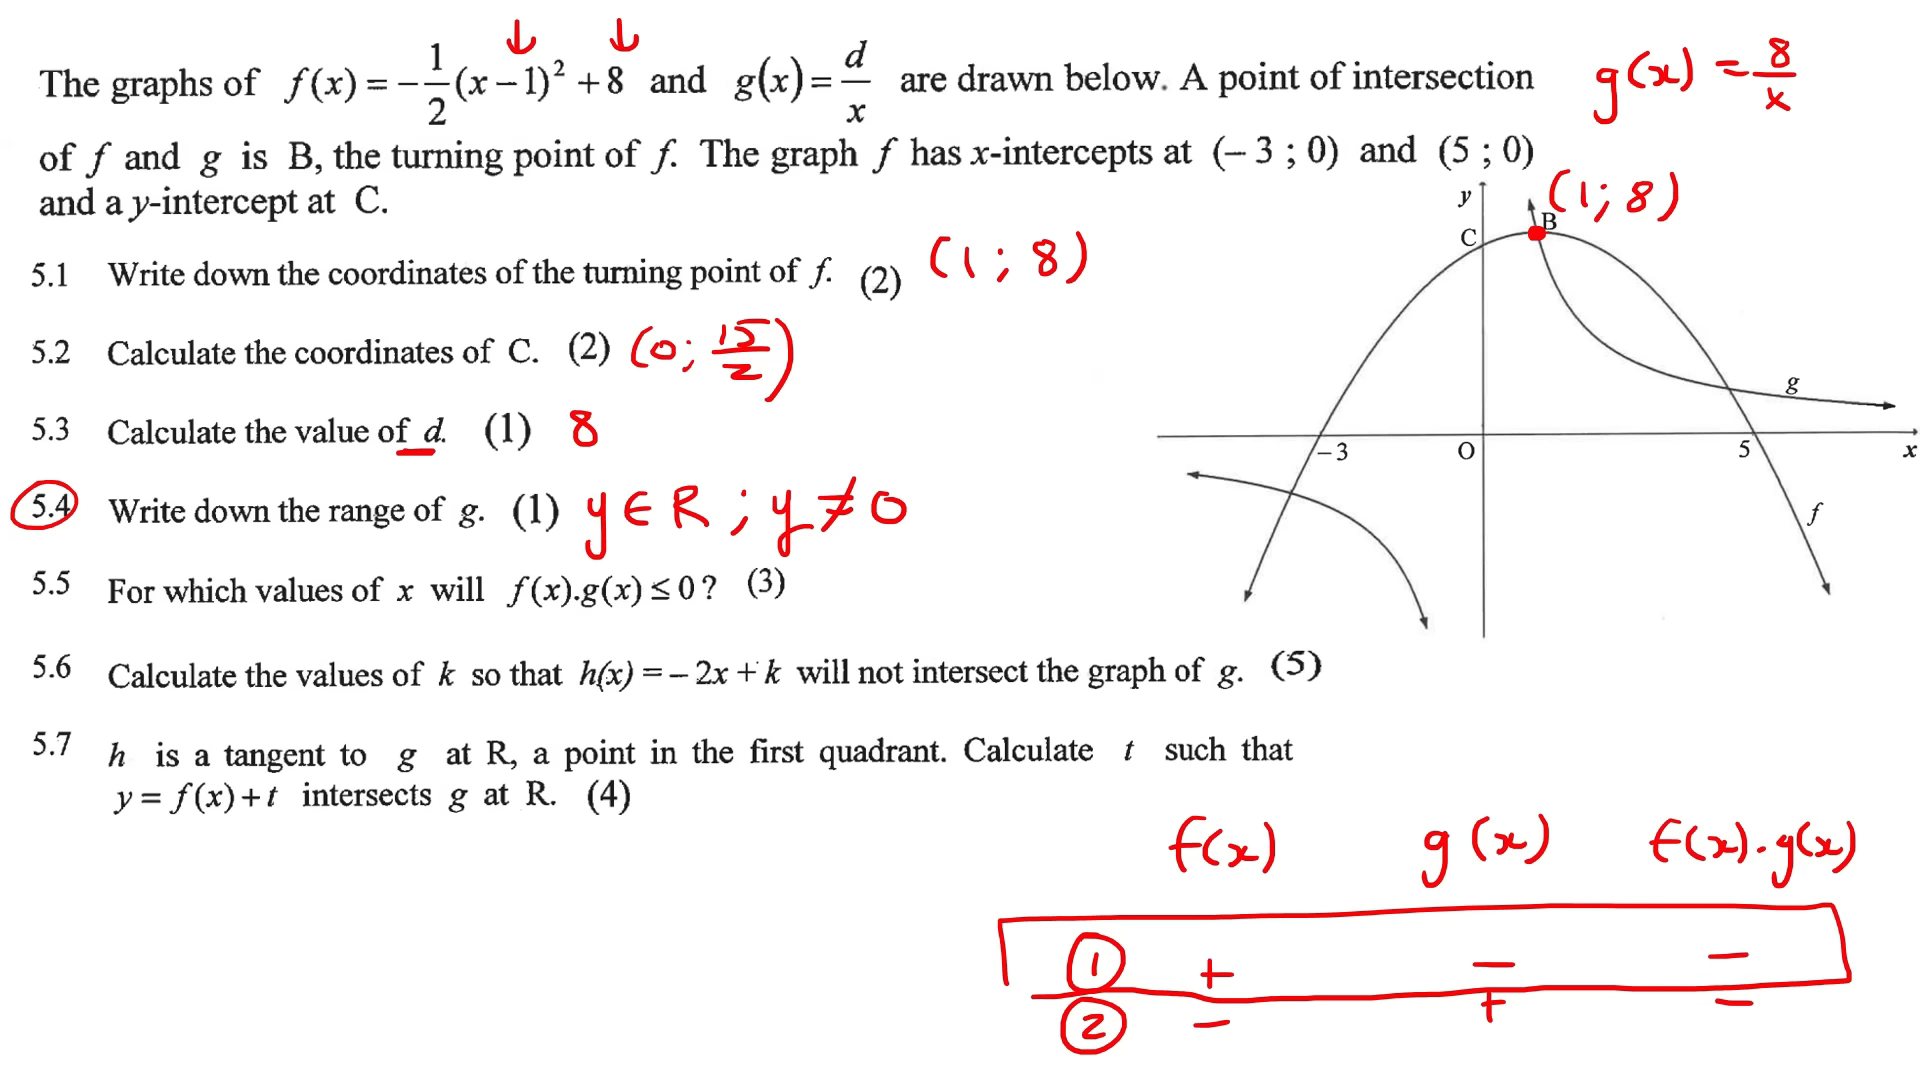 The graphs of f(x) = -\frac{1}{2}(x - 1)^2 + 8 and g(x) = \frac{d}{x} are drawn below. A point of intersection
g(x) = \frac{8}{x}
of f and g is B, the turning point of f. The graph f has x-intercepts at (– 3 ; 0) and (5 ; 0)
and a y-intercept at C.
(1; 8)
y
B
C
5.1 Write down the coordinates of the turning point of f. (2) (1 ; 8)
5.2 Calculate the coordinates of C. (2) (0; \frac{15}{2})
g
5.3 Calculate the value of d. (1) 8
– 3
O
5
x
5.4 Write down the range of g. (1) y ∈ R ; y ≠ 0
f
5.5 For which values of x will f(x).g(x) ≤ 0 ? (3)
5.6 Calculate the values of k so that h(x) = – 2x + k will not intersect the graph of g. (5)
5.7 h is a tangent to g at R, a point in the first quadrant. Calculate t such that
y = f(x) + t intersects g at R. (4)
f(x) g(x) f(x).g(x)
1 + − −
2 − + −